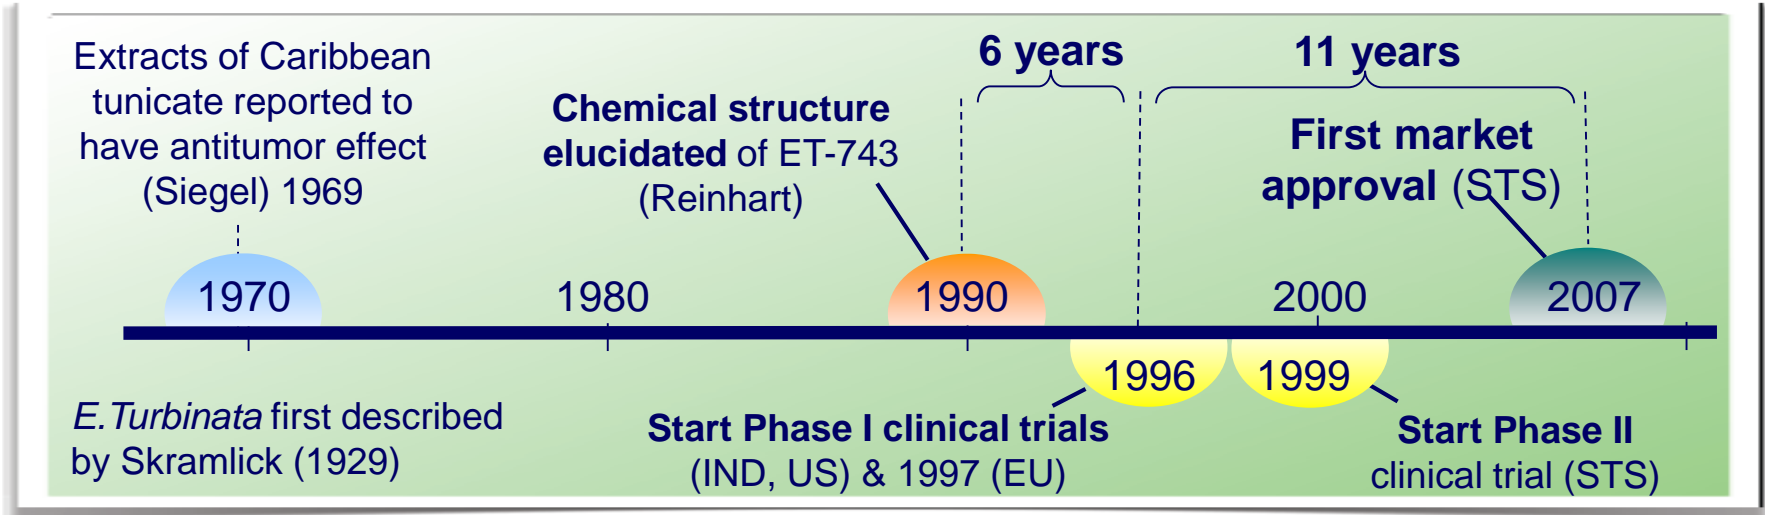 Extracts of Caribbean
tunicate reported to
have antitumor effect
(Siegel) 1969
Chemical structure
elucidated of ET-743
(Reinhart)
6 years
11 years
First market
approval (STS)
1970
1980
1990
2000
2007
1996
1999
E.Turbinata first described
by Skramlick (1929)
Start Phase I clinical trials
(IND, US) & 1997 (EU)
Start Phase II
clinical trial (STS)